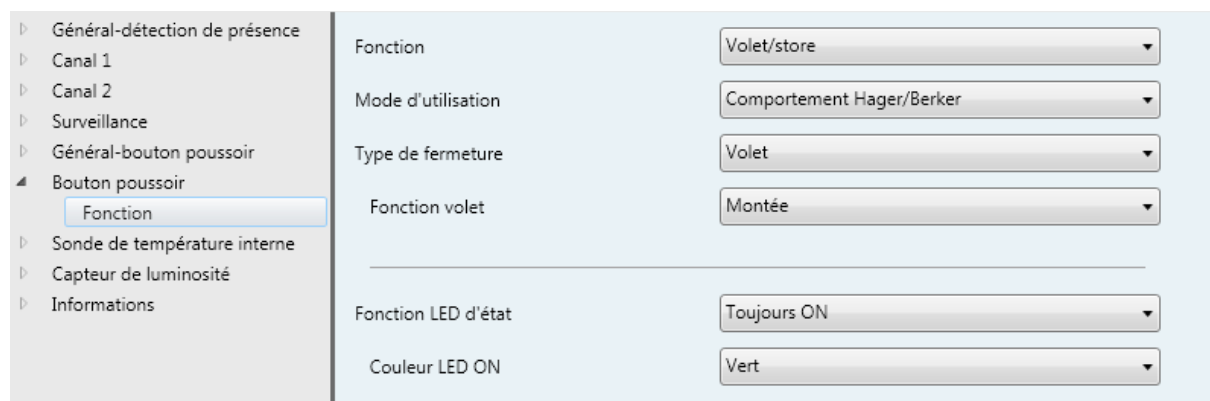 Général-détection de présence
Canal 1
Canal 2
Surveillance
Général-bouton poussoir
Bouton poussoir
Fonction
Sonde de température interne
Capteur de luminosité
Informations
Fonction Volet/store
Mode d'utilisation Comportement Hager/Berker
Type de fermeture Volet
Fonction volet Montée
Fonction LED d'état Toujours ON
Couleur LED ON Vert